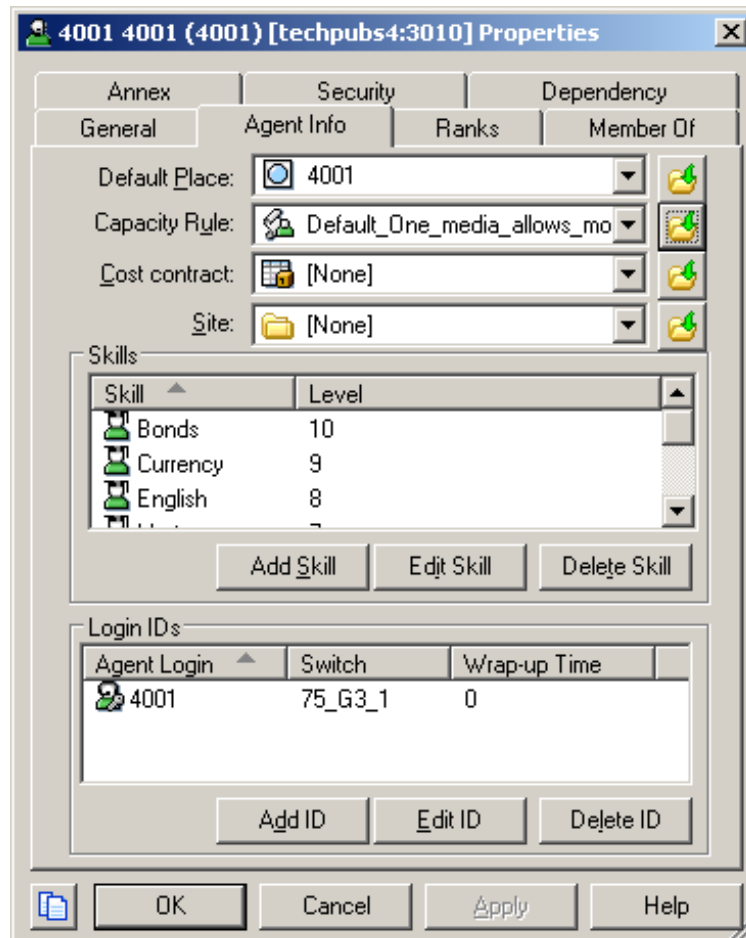 4001 4001 (4001) [techpubs4:3010] Properties
Annex Security Dependency
General Agent Info Ranks Member Of
Default Place: 4001
Capacity Rule: Default_One_media_allows_mo
Cost contract: [None]
Site: [None]
Skills
Skill Level
Bonds 10
Currency 9
English 8
Add Skill Edit Skill Delete Skill
Login IDs
Agent Login Switch Wrap-up Time
4001 75_G3_1 0
Add ID Edit ID Delete ID
OK Cancel Apply Help